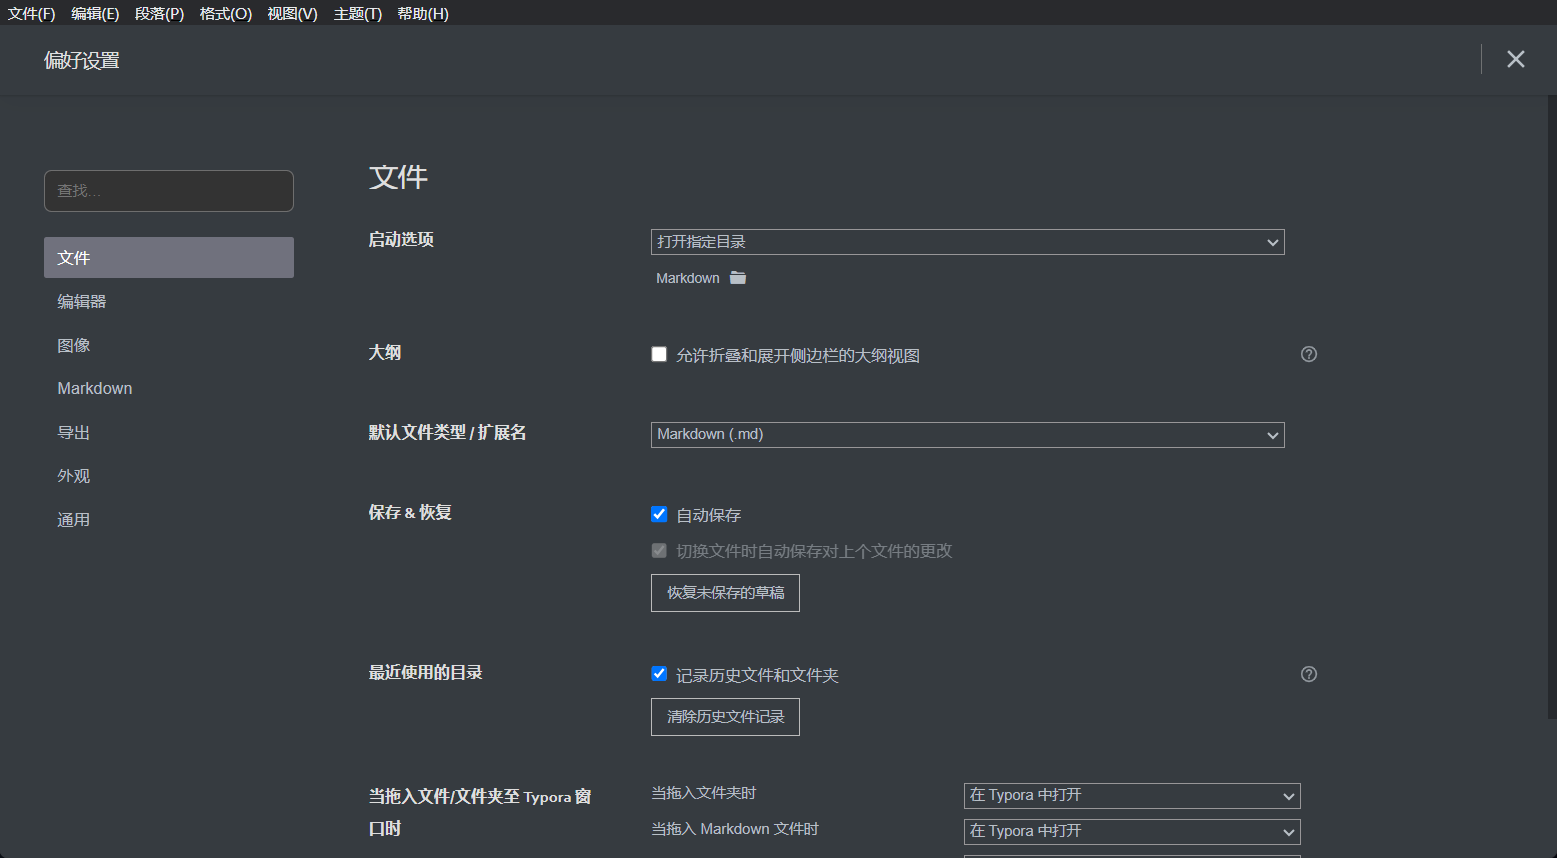 文件(F) 编辑(E) 段落(P) 格式(O) 视图(V) 主题(T) 帮助(H)
偏好设置
查找...
文件
编辑器
图像
Markdown
导出
外观
通用
文件
启动选项
打开指定目录
Markdown
大纲
允许折叠和展开侧边栏的大纲视图
默认文件类型 / 扩展名
Markdown (.md)
保存 & 恢复
自动保存
切换文件时自动保存对上个文件的更改
恢复未保存的草稿
最近使用的目录
记录历史文件和文件夹
清除历史文件记录
当拖入文件/文件夹至 Typora 窗
口时
当拖入文件夹时
在 Typora 中打开
当拖入 Markdown 文件时
在 Typora 中打开